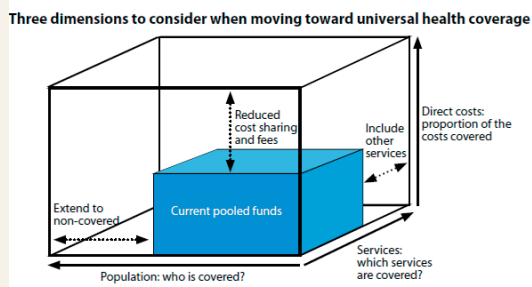 Three dimensions to consider when moving toward universal health coverage
Reduced
cost sharing
and fees
Include
other
services
Direct costs:
proportion of the
costs covered
Extend to
non-covered
Current pooled funds
Population: who is covered?
Services:
which services
are covered?